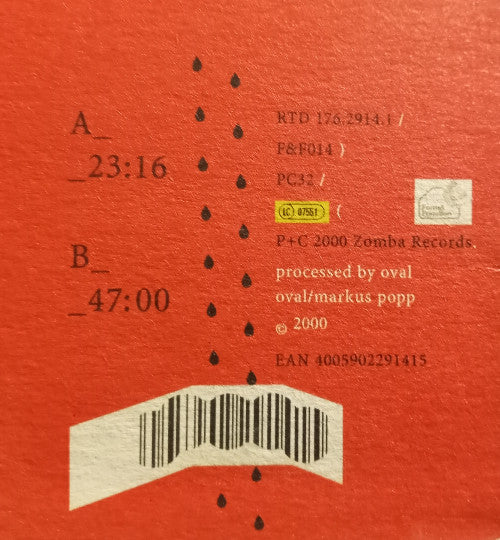 A_
_23:16
B_
_47:00
RTD 176.2914.1 /
F&F014 )
PC32 /
LC 07551 (
P+C 2000 Zomba Records.
processed by oval
oval/markus popp
© 2000
EAN 4005902291415